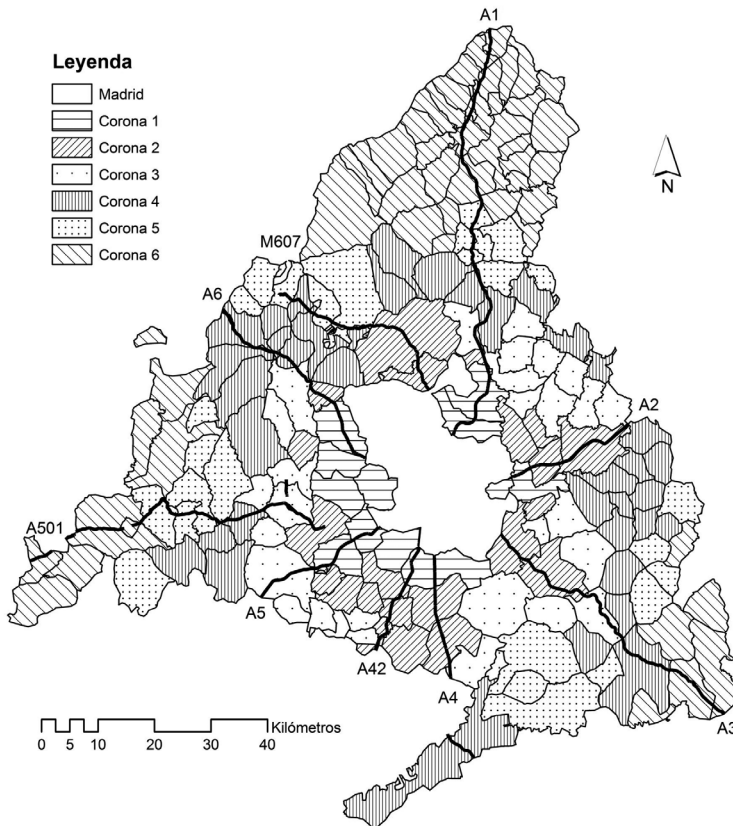 A1
Leyenda
Madrid
Corona 1
Corona 2
Corona 3
Corona 4
Corona 5
Corona 6
N
M607
A6
A2
A501
A5
A42
A4
A3
Kilómetros
0 5 10 20 30 40